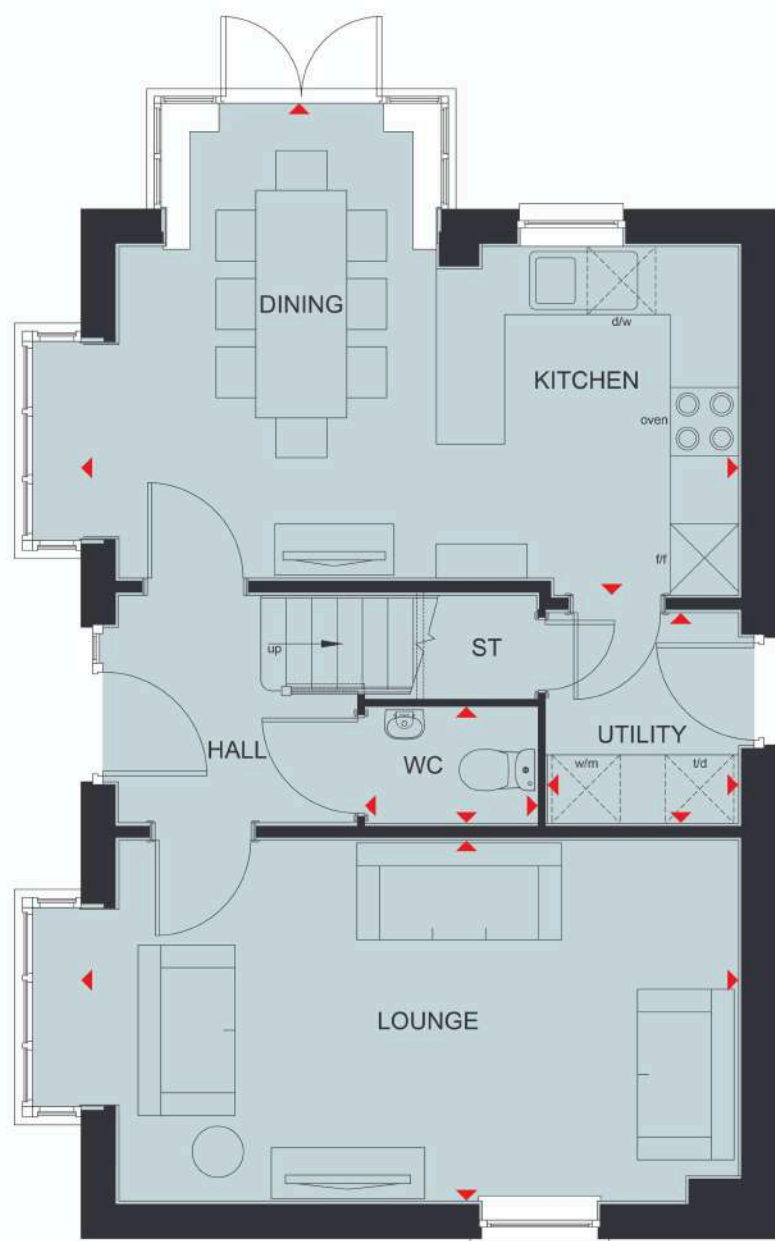 DINING
d/w
KITCHEN
oven
f/f
up
ST
HALL
WC
UTILITY
w/m
t/d
LOUNGE